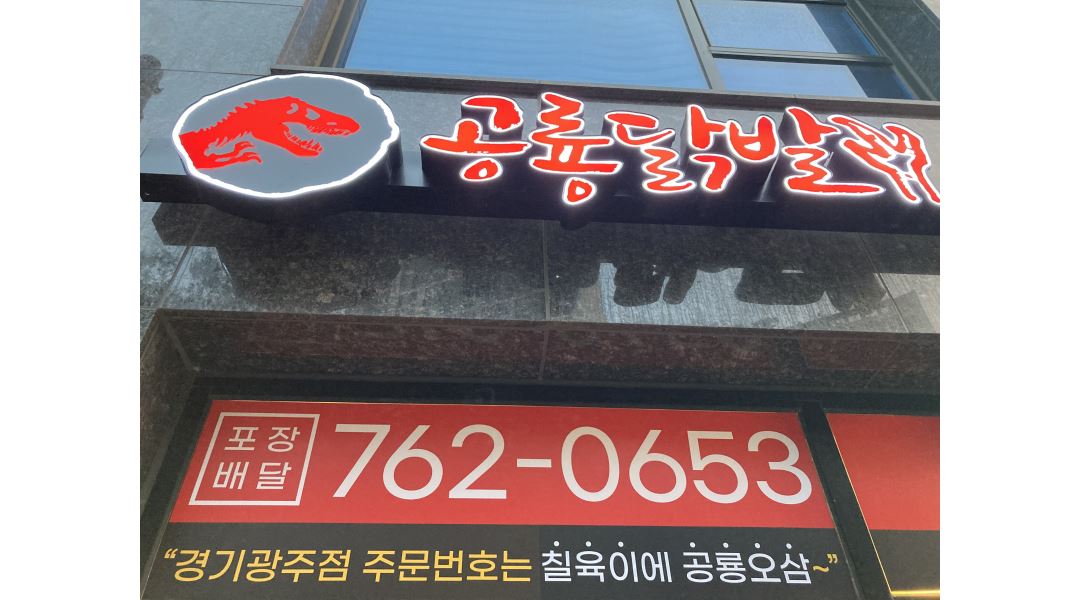 공룡닭발랩
포장
배달
762-0653
“경기광주점 주문번호는 칠육이에 공룡오삼~”